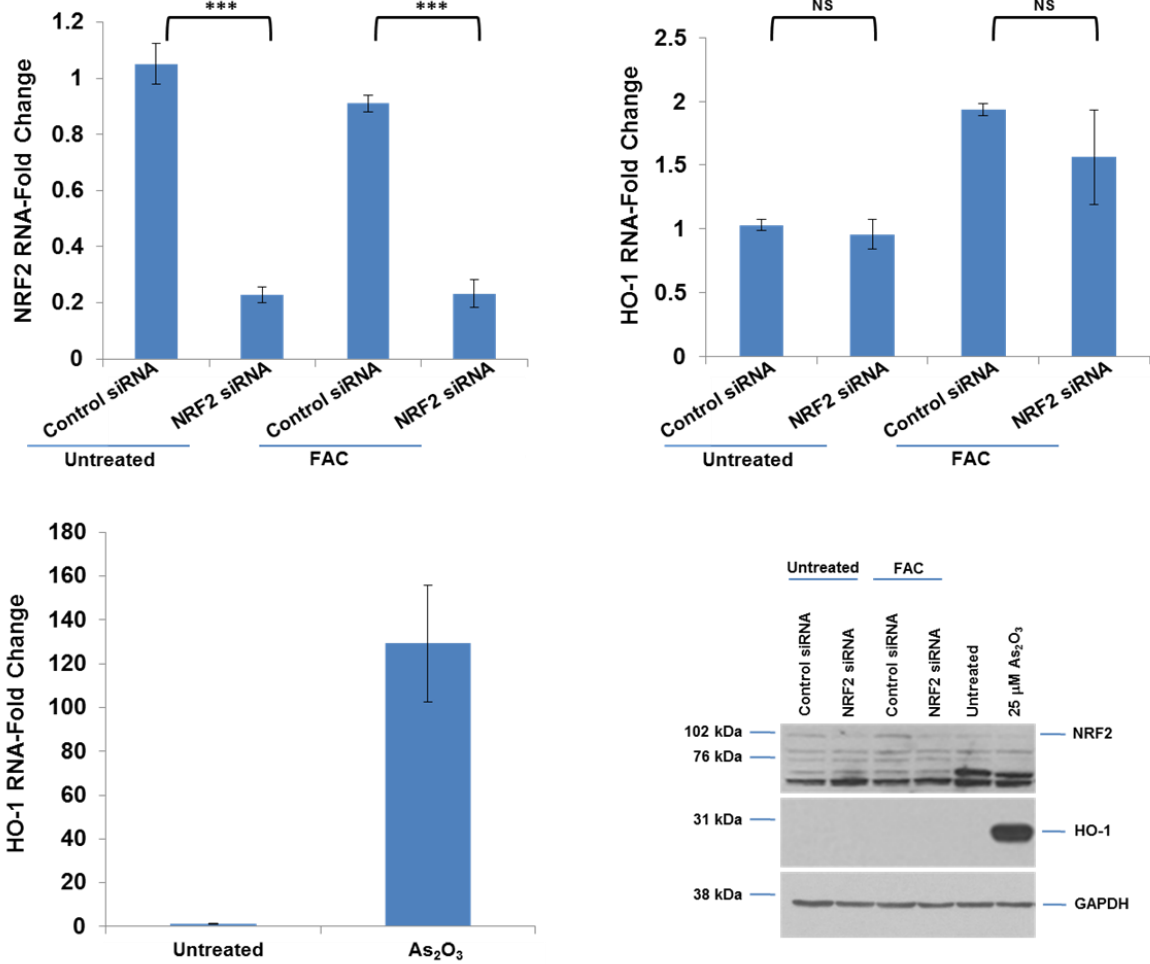 *** ***
1.2
1
0.8
0.6
0.4
0.2
0
NRF2 RNA-Fold Change
Control siRNA
NRF2 siRNA
Control siRNA
NRF2 siRNA
Untreated
FAC
NS NS
2.5
2
1.5
1
0.5
0
HO-1 RNA-Fold Change
Control siRNA
NRF2 siRNA
Control siRNA
NRF2 siRNA
Untreated
FAC
180
160
140
120
100
80
60
40
20
0
HO-1 RNA-Fold Change
Untreated
As₂O₃
Untreated FAC
Control siRNA
NRF2 siRNA
Control siRNA
NRF2 siRNA
Untreated
25 µM As₂O₃
102 kDa
NRF2
76 kDa
31 kDa
HO-1
38 kDa
GAPDH